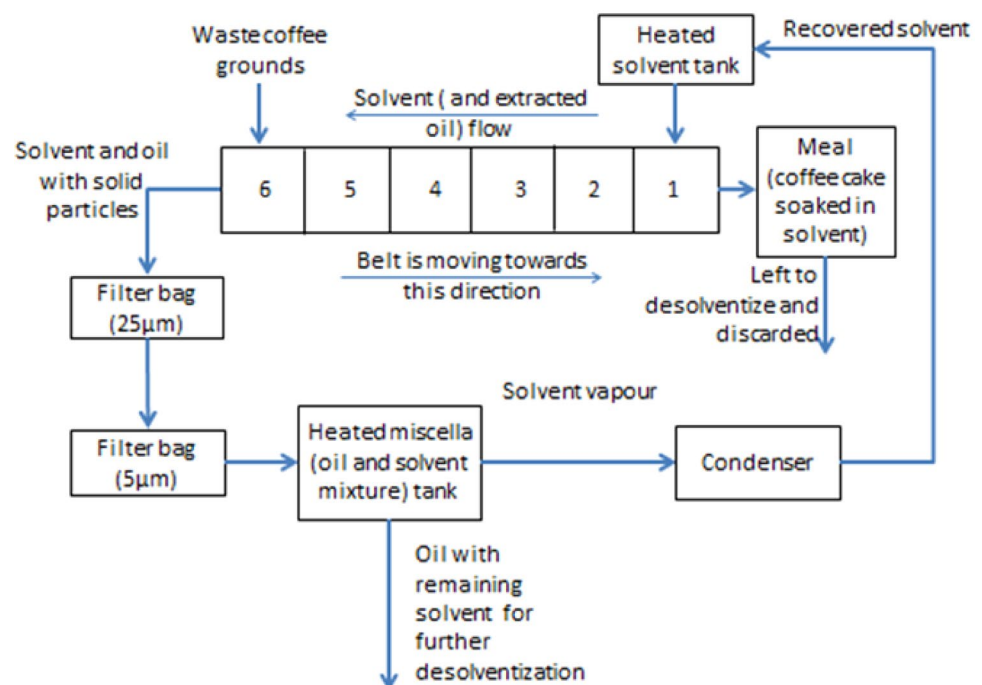 Waste coffee
grounds
Heated
solvent tank
Recovered solvent
Solvent ( and extracted
oil) flow
Solvent and oil
with solid
particles
6
5
4
3
2
1
Meal
(coffee cake
soaked in
solvent)
Belt is moving towards
this direction
Left to
desolventize and
discarded
Filter bag
(25µm)
Solvent vapour
Filter bag
(5µm)
Heated miscella
(oil and solvent
mixture) tank
Condenser
Oil with
remaining
solvent for
further
desolventization